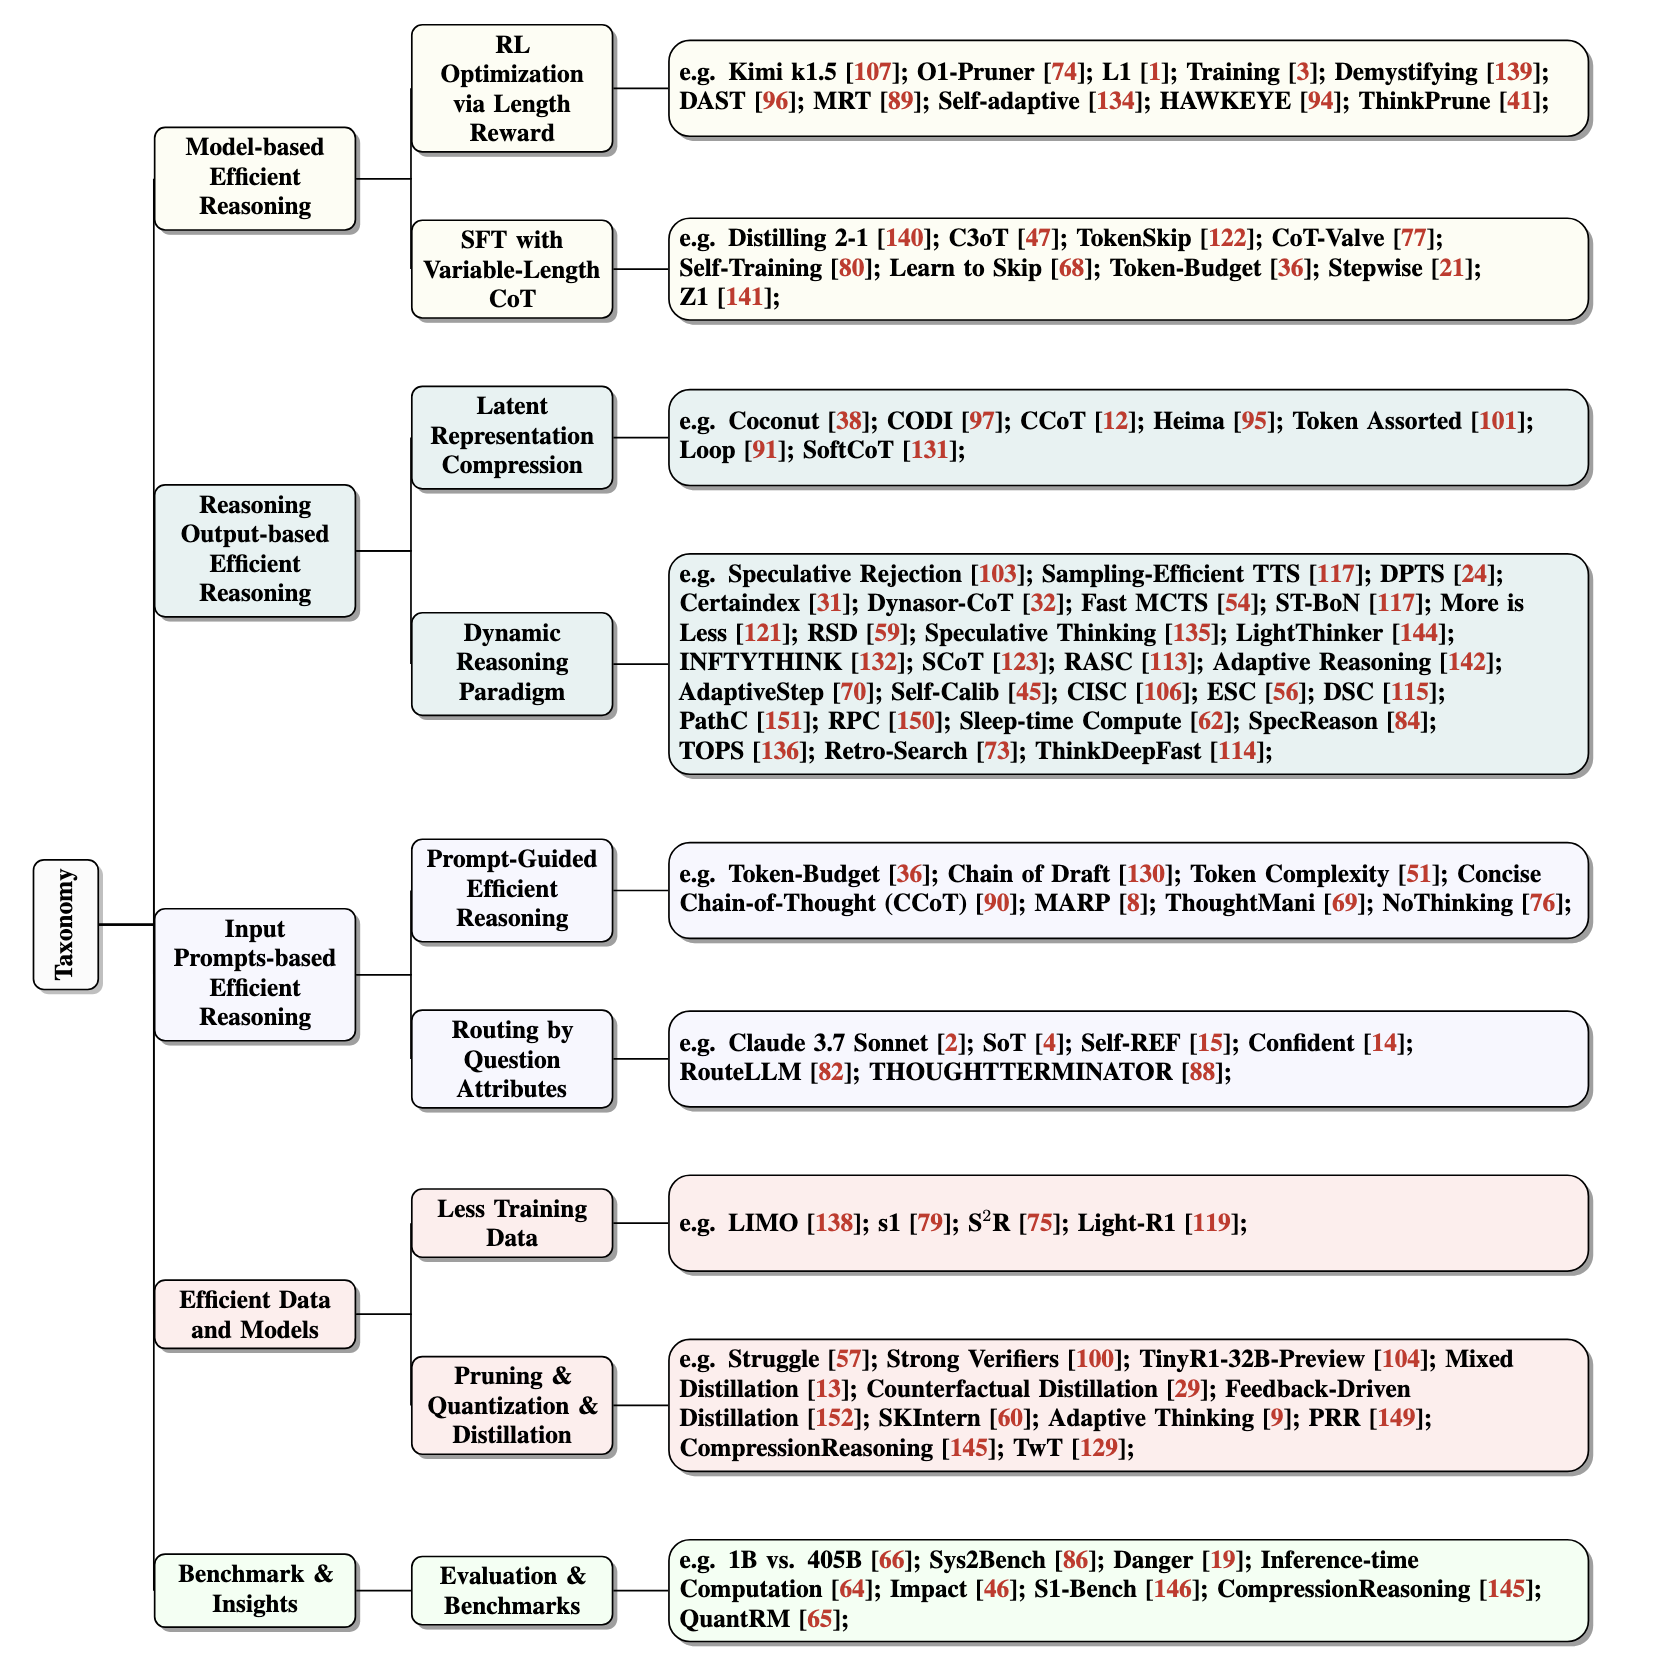 Taxonomy
Model-based
Efficient
Reasoning
RL
Optimization
via Length
Reward
e.g. Kimi k1.5 [107]; O1-Pruner [74]; L1 [1]; Training [3]; Demystifying [139];
DAST [96]; MRT [89]; Self-adaptive [134]; HAWKEYE [94]; ThinkPrune [41];
SFT with
Variable-Length
CoT
e.g. Distilling 2-1 [140]; C3oT [47]; TokenSkip [122]; CoT-Valve [77];
Self-Training [80]; Learn to Skip [68]; Token-Budget [36]; Stepwise [21];
Z1 [141];
Reasoning
Output-based
Efficient
Reasoning
Latent
Representation
Compression
e.g. Coconut [38]; CODI [97]; CCoT [12]; Heima [95]; Token Assorted [101];
Loop [91]; SoftCoT [131];
Dynamic
Reasoning
Paradigm
e.g. Speculative Rejection [103]; Sampling-Efficient TTS [117]; DPTS [24];
Certaindex [31]; Dynasor-CoT [32]; Fast MCTS [54]; ST-BoN [117]; More is
Less [121]; RSD [59]; Speculative Thinking [135]; LightThinker [144];
INFTYTHINK [132]; SCoT [123]; RASC [113]; Adaptive Reasoning [142];
AdaptiveStep [70]; Self-Calib [45]; CISC [106]; ESC [56]; DSC [115];
PathC [151]; RPC [150]; Sleep-time Compute [62]; SpecReason [84];
TOPS [136]; Retro-Search [73]; ThinkDeepFast [114];
Input
Prompts-based
Efficient
Reasoning
Prompt-Guided
Efficient
Reasoning
e.g. Token-Budget [36]; Chain of Draft [130]; Token Complexity [51]; Concise
Chain-of-Thought (CCoT) [90]; MARP [8]; ThoughtMani [69]; NoThinking [76];
Routing by
Question
Attributes
e.g. Claude 3.7 Sonnet [2]; SoT [4]; Self-REF [15]; Confident [14];
RouteLLM [82]; THOUGHTTERMINATOR [88];
Efficient Data
and Models
Less Training
Data
e.g. LIMO [138]; s1 [79]; S²R [75]; Light-R1 [119];
Pruning &
Quantization &
Distillation
e.g. Struggle [57]; Strong Verifiers [100]; TinyR1-32B-Preview [104]; Mixed
Distillation [13]; Counterfactual Distillation [29]; Feedback-Driven
Distillation [152]; SKIntern [60]; Adaptive Thinking [9]; PRR [149];
CompressionReasoning [145]; TwT [129];
Benchmark &
Insights
Evaluation &
Benchmarks
e.g. 1B vs. 405B [66]; Sys2Bench [86]; Danger [19]; Inference-time
Computation [64]; Impact [46]; S1-Bench [146]; CompressionReasoning [145];
QuantRM [65];